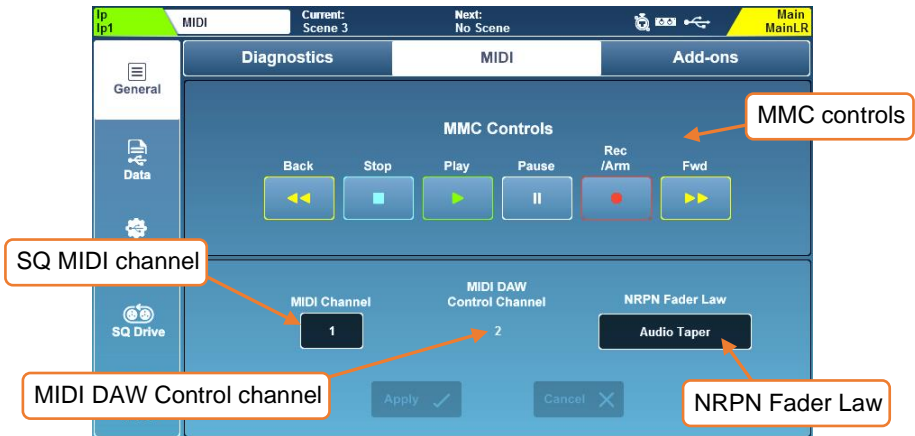 Ip
Ip1
MIDI
Current:
Scene 3
Next:
No Scene
Main
MainLR
General
Diagnostics
MIDI
Add-ons
MMC controls
MMC Controls
Back
Stop
Play
Pause
Rec
/Arm
Fwd
Data
SQ MIDI channel
SQ Drive
MIDI Channel
1
MIDI DAW
Control Channel
2
NRPN Fader Law
Audio Taper
MIDI DAW Control channel
Apply
Cancel
NRPN Fader Law